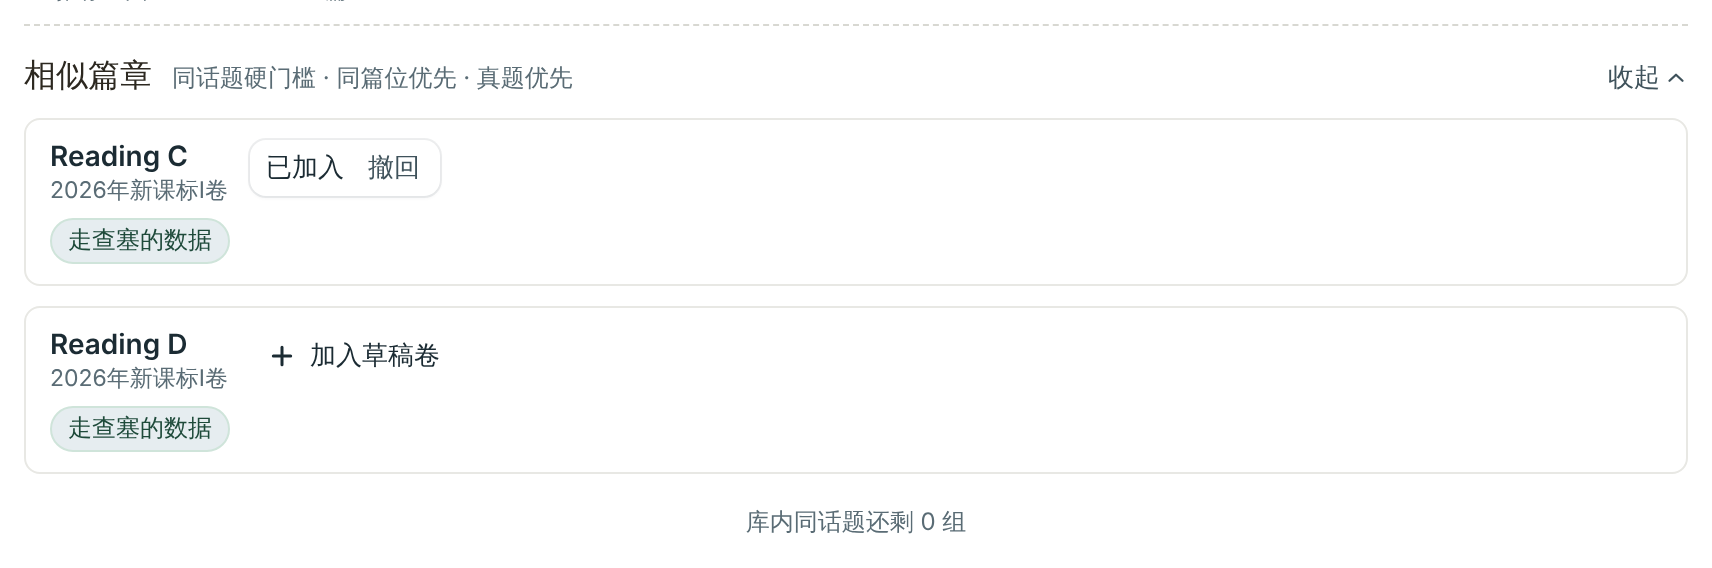 相似篇章 同话题硬门槛 · 同篇位优先 · 真题优先 收起
Reading C 已加入 撤回
2026年新课标I卷
走查塞的数据
Reading D + 加入草稿卷
2026年新课标I卷
走查塞的数据
库内同话题还剩 0 组